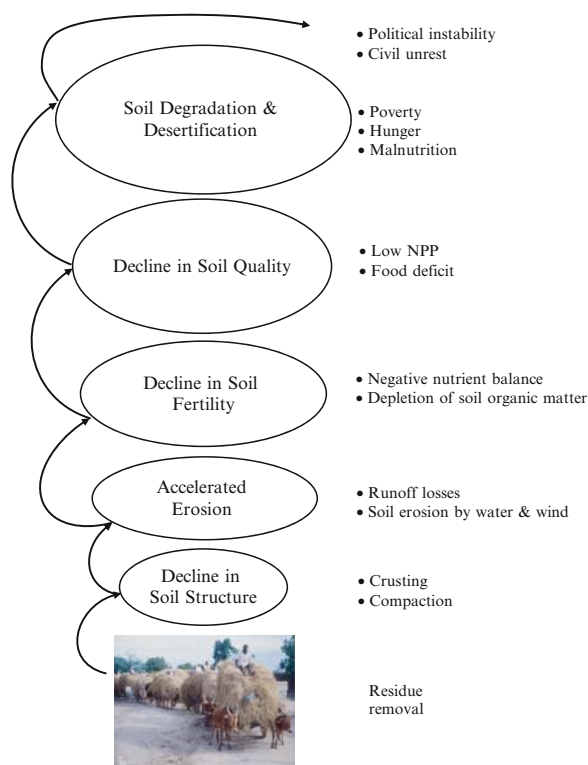 • Political instability
• Civil unrest
Soil Degradation &
Desertification
• Poverty
• Hunger
• Malnutrition
Decline in Soil Quality
• Low NPP
• Food deficit
Decline in Soil
Fertility
• Negative nutrient balance
• Depletion of soil organic matter
Accelerated
Erosion
• Runoff losses
• Soil erosion by water & wind
Decline in
Soil Structure
• Crusting
• Compaction
Residue
removal